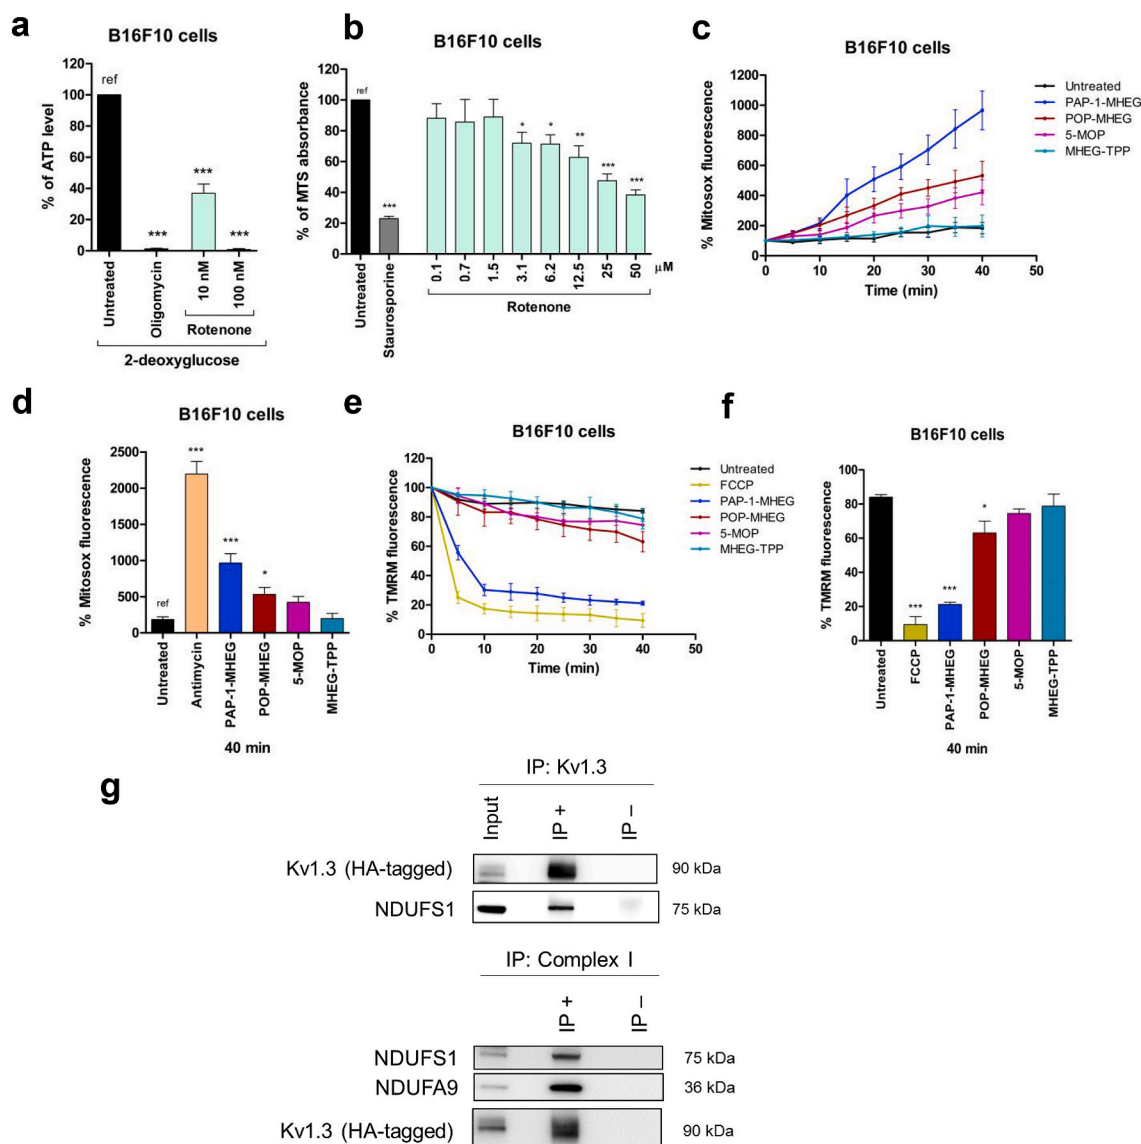 a
B16F10 cells
% of ATP level
120
100
80
60
40
20
0
ref
***
***
***
Untreated
Oligomycin
10 nM
100 nM
Rotenone
2-deoxyglucose
b
B16F10 cells
% of MTS absorbance
120
100
80
60
40
20
0
ref
***
*
*
**
***
***
Untreated
Staurosporine
0.1
0.7
1.5
3.1
6.2
12.5
25
50
µM
Rotenone
c
B16F10 cells
% Mitosox fluorescence
1200
1000
800
600
400
200
0
0
10
20
30
40
50
Time (min)
Untreated
PAP-1-MHEG
POP-MHEG
5-MOP
MHEG-TPP
d
B16F10 cells
% Mitosox fluorescence
2500
2000
1500
1000
500
0
ref
***
***
*
Untreated
Antimycin
PAP-1-MHEG
POP-MHEG
5-MOP
MHEG-TPP
40 min
e
B16F10 cells
% TMRM fluorescence
120
100
80
60
40
20
0
0
10
20
30
40
50
Time (min)
Untreated
FCCP
PAP-1-MHEG
POP-MHEG
5-MOP
MHEG-TPP
f
B16F10 cells
% TMRM fluorescence
100
80
60
40
20
0
***
***
*
Untreated
FCCP
PAP-1-MHEG
POP-MHEG
5-MOP
MHEG-TPP
40 min
g
IP: Kv1.3
Input
IP +
IP –
Kv1.3 (HA-tagged)
90 kDa
NDUFS1
75 kDa
IP: Complex I
IP +
IP –
NDUFS1
75 kDa
NDUFA9
36 kDa
Kv1.3 (HA-tagged)
90 kDa